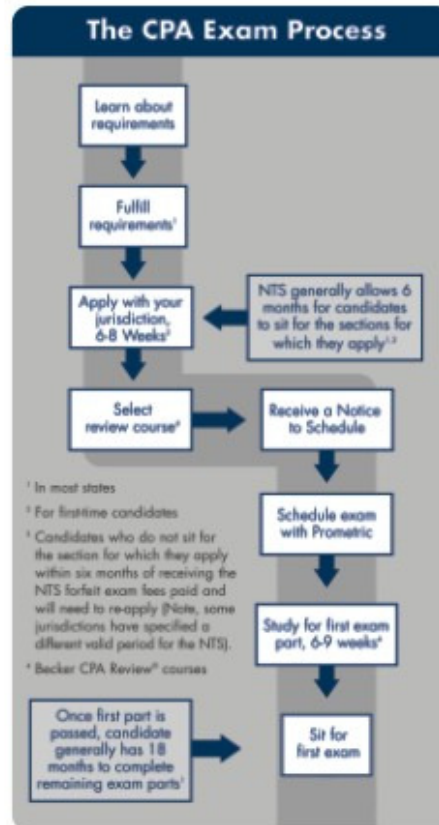 The CPA Exam Process
Learn about
requirements
Fulfill
requirements¹
Apply with your
jurisdiction,
6-8 Weeks²
NTS generally allows 6
months for candidates
to sit for the sections for
which they apply¹,³
Select
review course⁴
Receive a Notice
to Schedule
Schedule exam
with Prometric
Study for first exam
part, 6-9 weeks⁴
Sit for
first exam
¹ In most states
² For first-time candidates
³ Candidates who do not sit for
the section for which they apply
within six months of receiving the
NTS forfeit exam fees paid and
will need to re-apply (Note, some
jurisdictions have specified a
different valid period for the NTS).
⁴ Becker CPA Review® courses
Once first part is
passed, candidate
generally has 18
months to complete
remaining exam parts¹